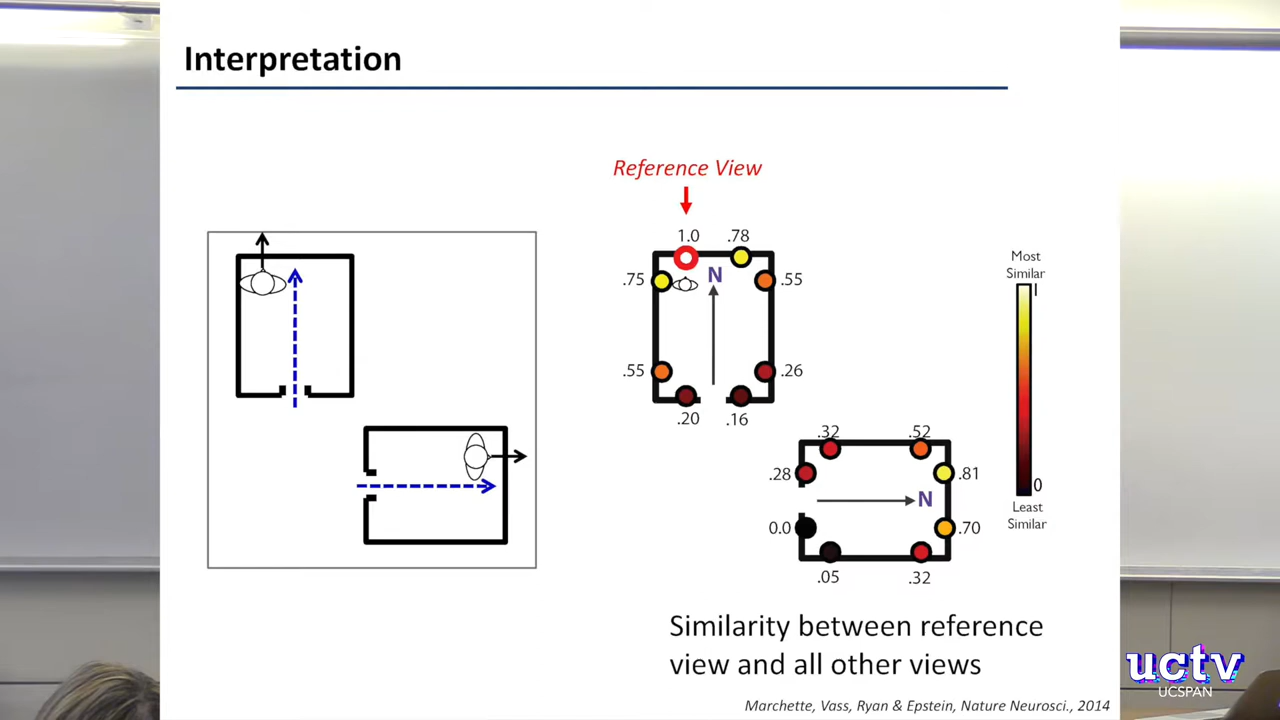 Interpretation
Reference View
1.0
.78
.75
N
.55
.55
.26
.20
.16
.32
.52
.28
.81
N
0.0
.70
.05
.32
Most
Similar
1
0
Least
Similar
Similarity between reference
view and all other views
Marchette, Vass, Ryan & Epstein, Nature Neurosci., 2014
uctv
UCSPAN